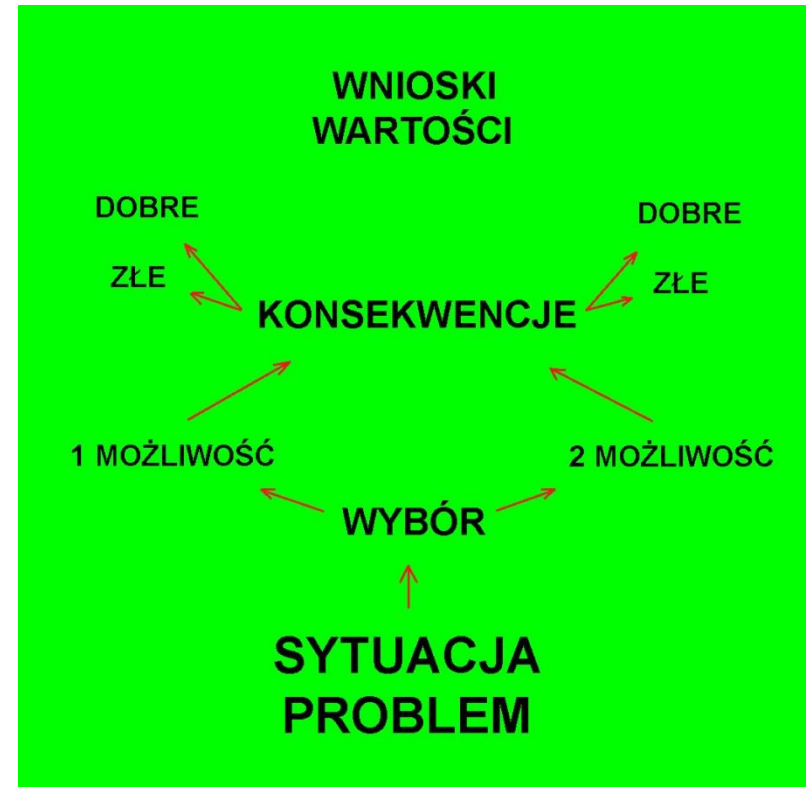 WNIOSKI
WARTOŚCI
DOBRE
DOBRE
ZŁE
ZŁE
KONSEKWENCJE
1 MOŻLIWOŚĆ
2 MOŻLIWOŚĆ
WYBÓR
SYTUACJA
PROBLEM